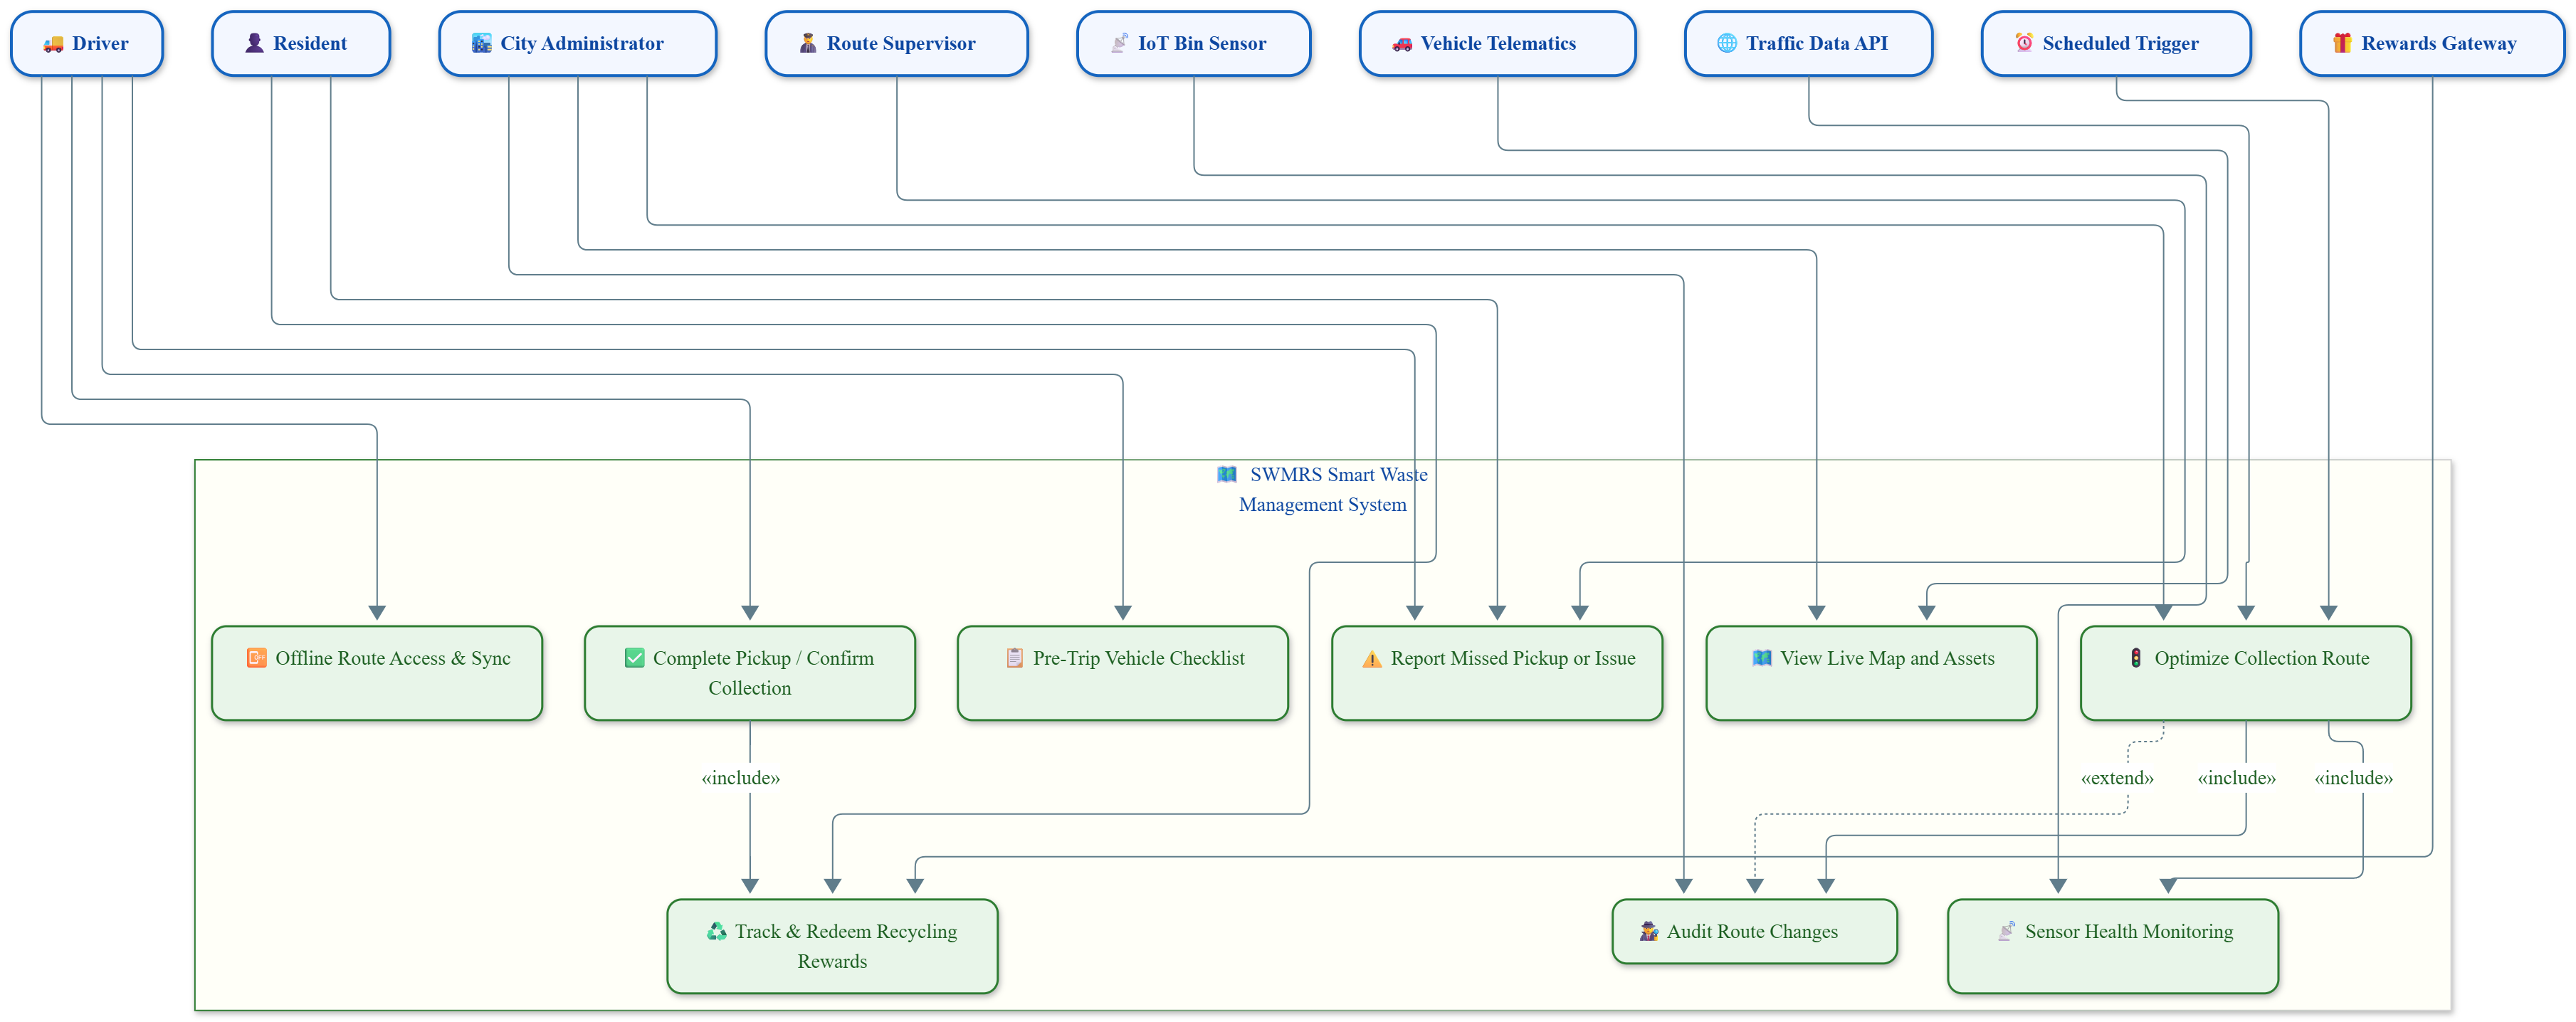 Driver
Resident
City Administrator
Route Supervisor
IoT Bin Sensor
Vehicle Telematics
Traffic Data API
Scheduled Trigger
Rewards Gateway
SWMRS Smart Waste
Management System
Offline Route Access & Sync
Complete Pickup / Confirm
Collection
Pre-Trip Vehicle Checklist
Report Missed Pickup or Issue
View Live Map and Assets
Optimize Collection Route
«include»
«extend»
«include»
«include»
Track & Redeem Recycling
Rewards
Audit Route Changes
Sensor Health Monitoring